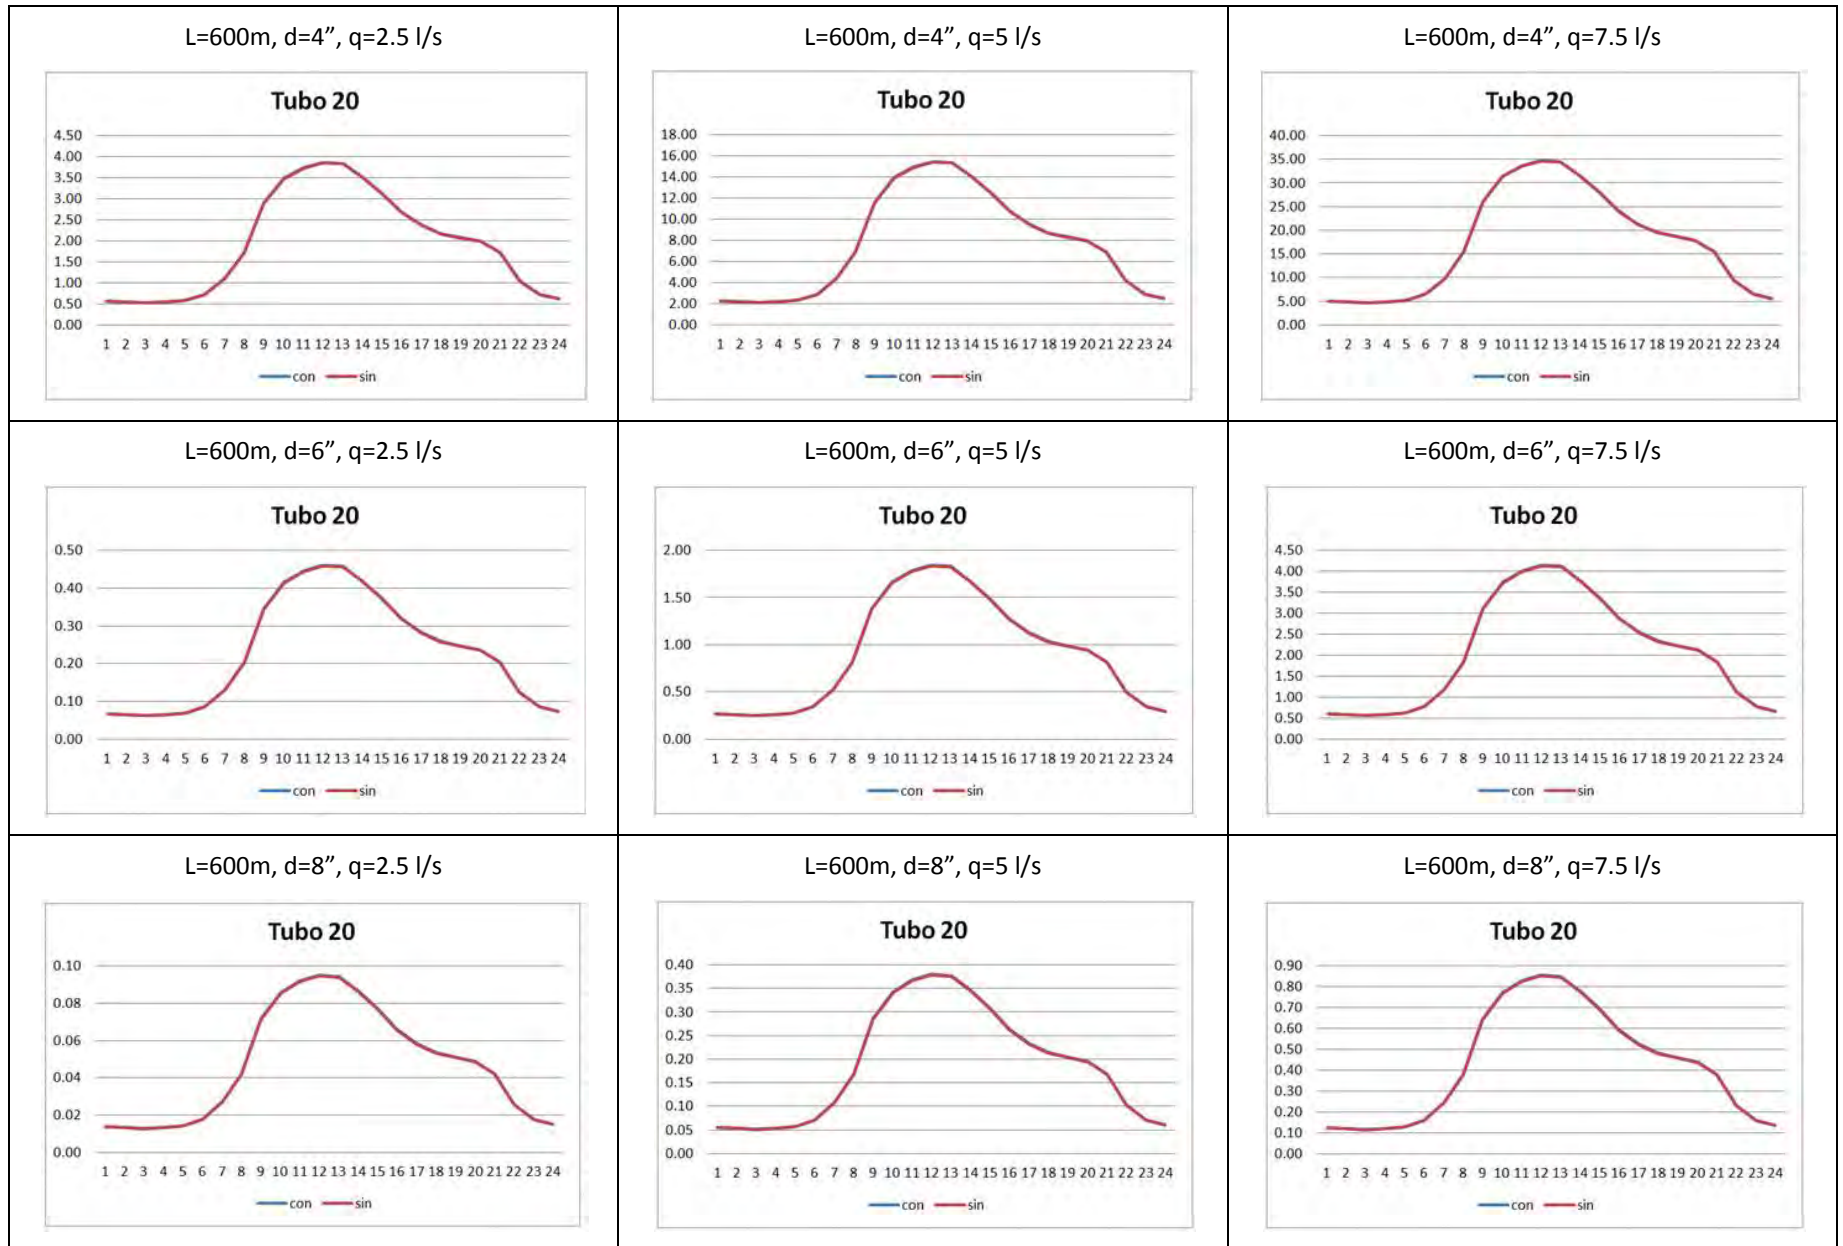 L=600m, d=4”, q=2.5 l/s
Tubo 20
4.50
4.00
3.50
3.00
2.50
2.00
1.50
1.00
0.50
0.00
1 2 3 4 5 6 7 8 9 10 11 12 13 14 15 16 17 18 19 20 21 22 23 24
con sin
L=600m, d=4”, q=5 l/s
Tubo 20
18.00
16.00
14.00
12.00
10.00
8.00
6.00
4.00
2.00
0.00
1 2 3 4 5 6 7 8 9 10 11 12 13 14 15 16 17 18 19 20 21 22 23 24
con sin
L=600m, d=4”, q=7.5 l/s
Tubo 20
40.00
35.00
30.00
25.00
20.00
15.00
10.00
5.00
0.00
1 2 3 4 5 6 7 8 9 10 11 12 13 14 15 16 17 18 19 20 21 22 23 24
con sin
L=600m, d=6”, q=2.5 l/s
Tubo 20
0.50
0.40
0.30
0.20
0.10
0.00
1 2 3 4 5 6 7 8 9 10 11 12 13 14 15 16 17 18 19 20 21 22 23 24
con sin
L=600m, d=6”, q=5 l/s
Tubo 20
2.00
1.50
1.00
0.50
0.00
1 2 3 4 5 6 7 8 9 10 11 12 13 14 15 16 17 18 19 20 21 22 23 24
con sin
L=600m, d=6”, q=7.5 l/s
Tubo 20
4.50
4.00
3.50
3.00
2.50
2.00
1.50
1.00
0.50
0.00
1 2 3 4 5 6 7 8 9 10 11 12 13 14 15 16 17 18 19 20 21 22 23 24
con sin
L=600m, d=8”, q=2.5 l/s
Tubo 20
0.10
0.08
0.06
0.04
0.02
0.00
1 2 3 4 5 6 7 8 9 10 11 12 13 14 15 16 17 18 19 20 21 22 23 24
con sin
L=600m, d=8”, q=5 l/s
Tubo 20
0.40
0.35
0.30
0.25
0.20
0.15
0.10
0.05
0.00
1 2 3 4 5 6 7 8 9 10 11 12 13 14 15 16 17 18 19 20 21 22 23 24
con sin
L=600m, d=8”, q=7.5 l/s
Tubo 20
0.90
0.80
0.70
0.60
0.50
0.40
0.30
0.20
0.10
0.00
1 2 3 4 5 6 7 8 9 10 11 12 13 14 15 16 17 18 19 20 21 22 23 24
con sin